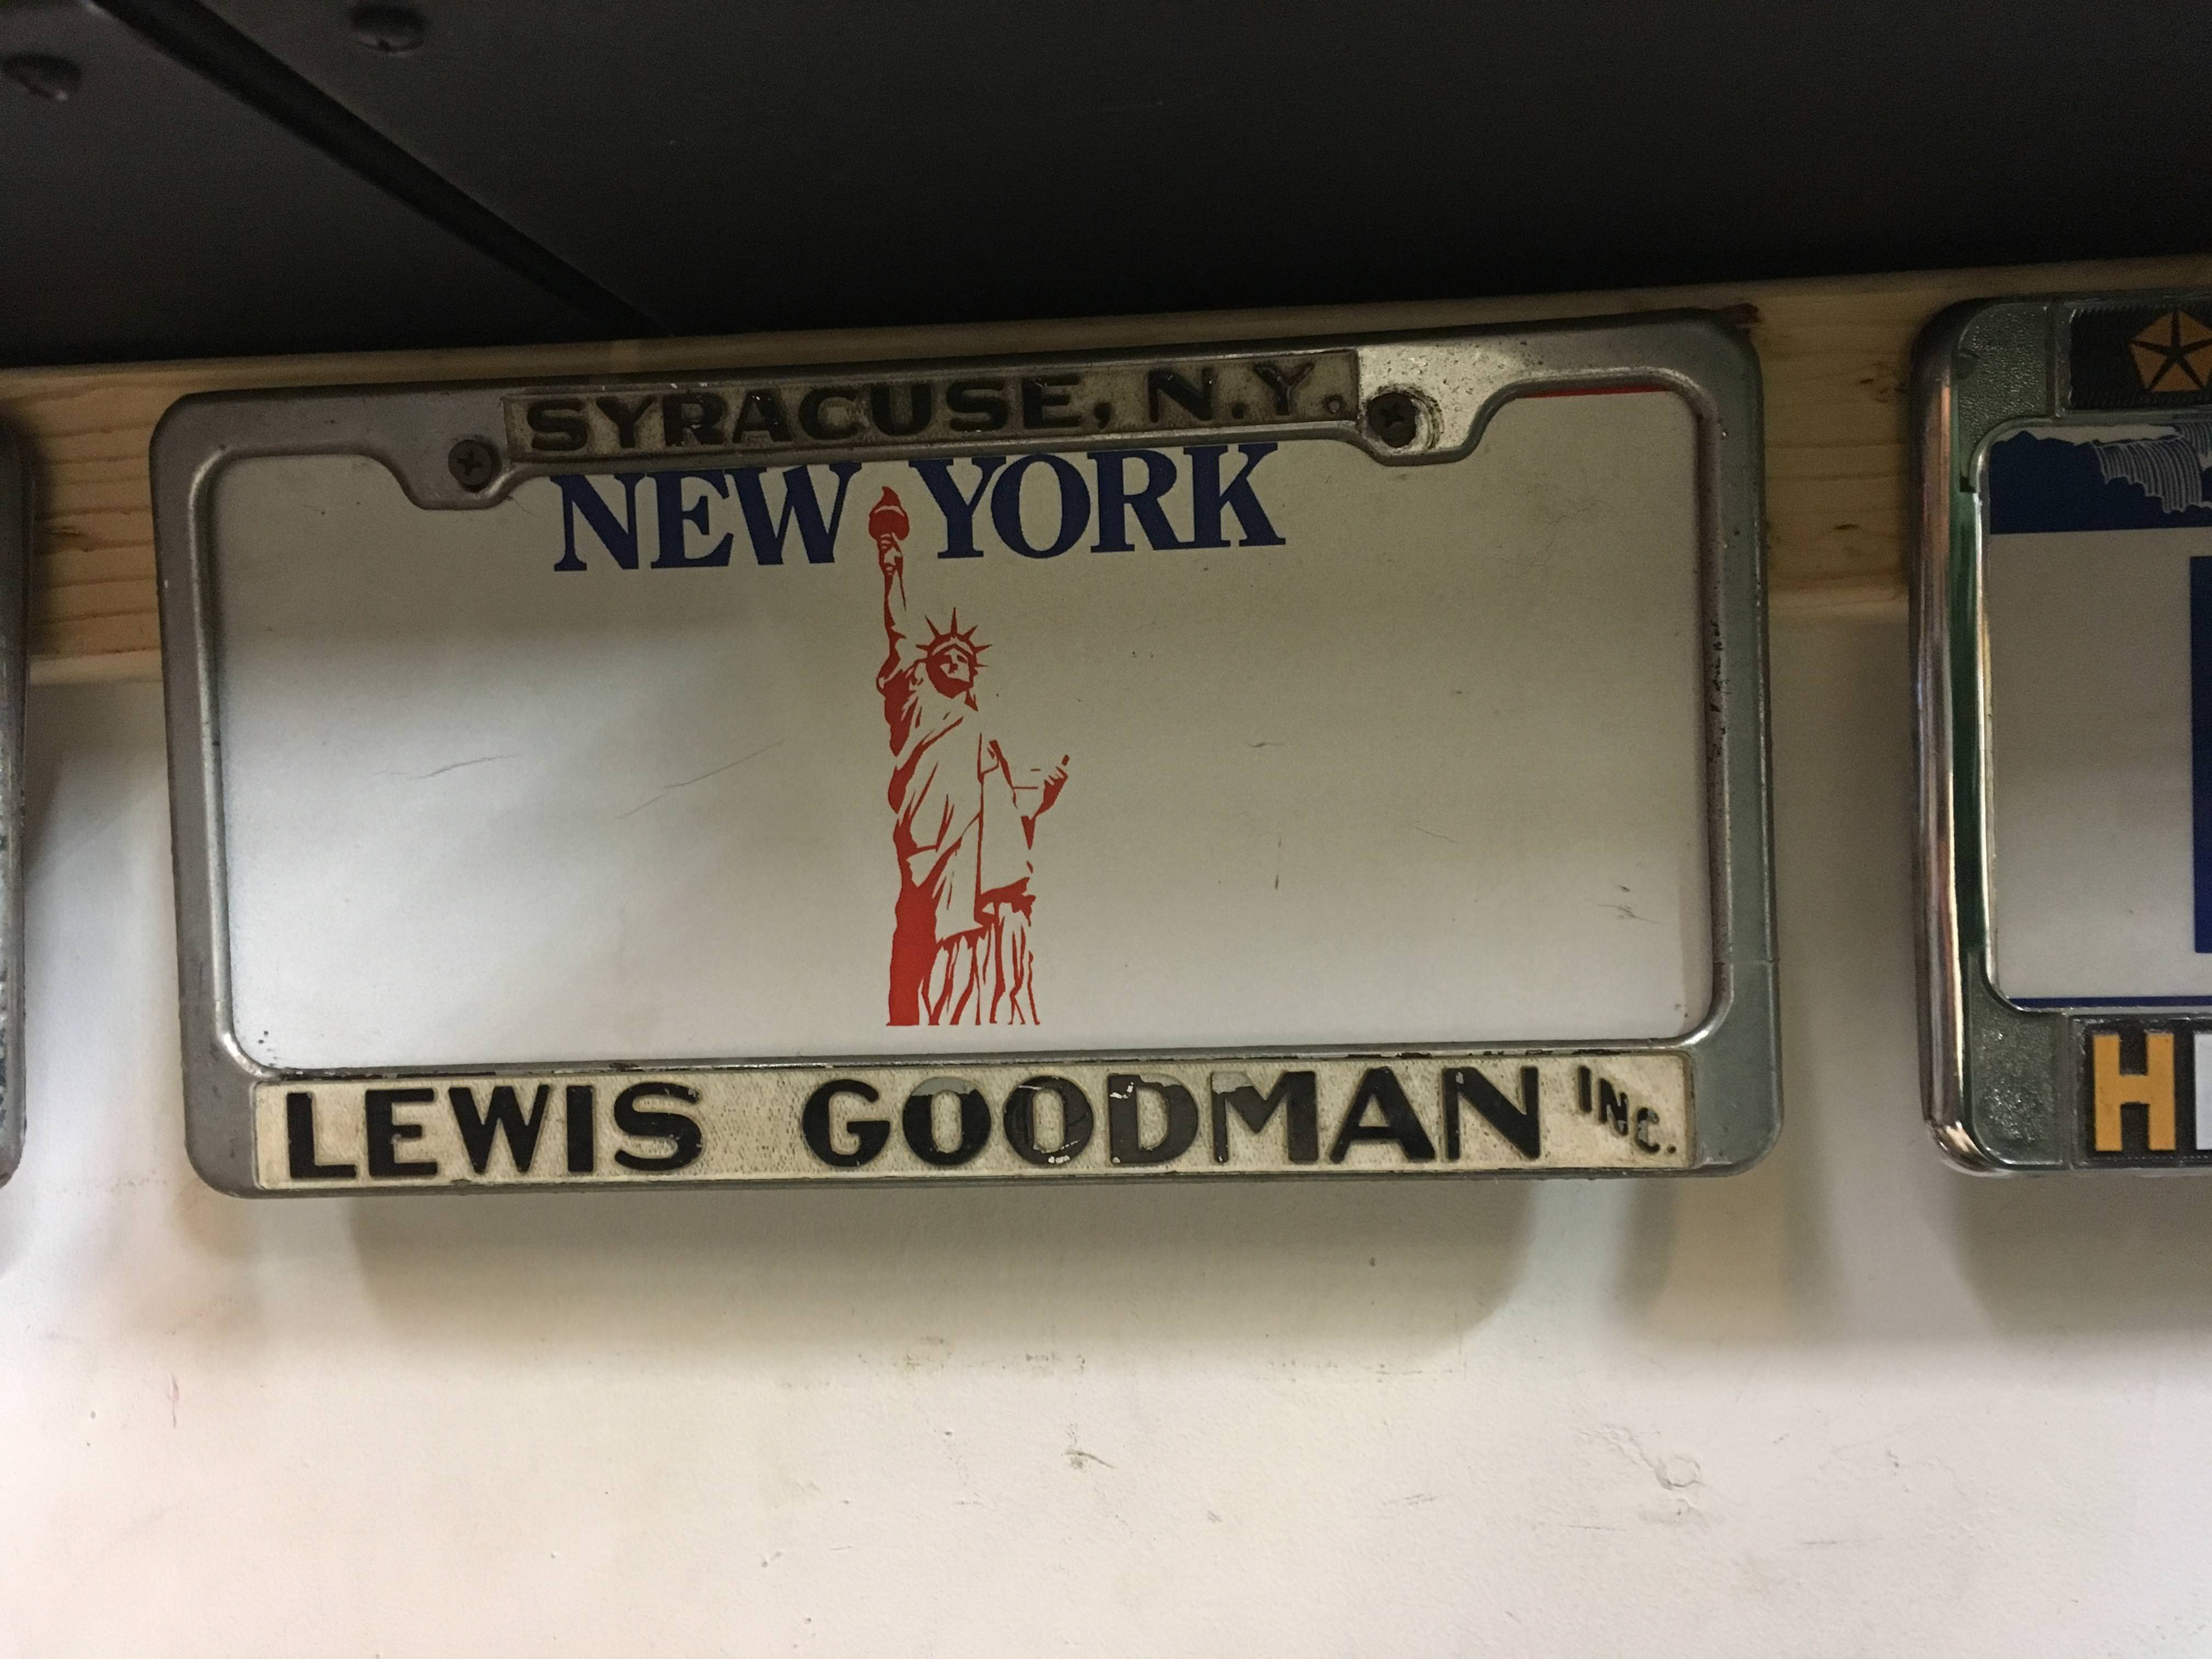 SYRACUSE, N.Y.
NEW YORK
LEWIS GOODMAN INC.
H